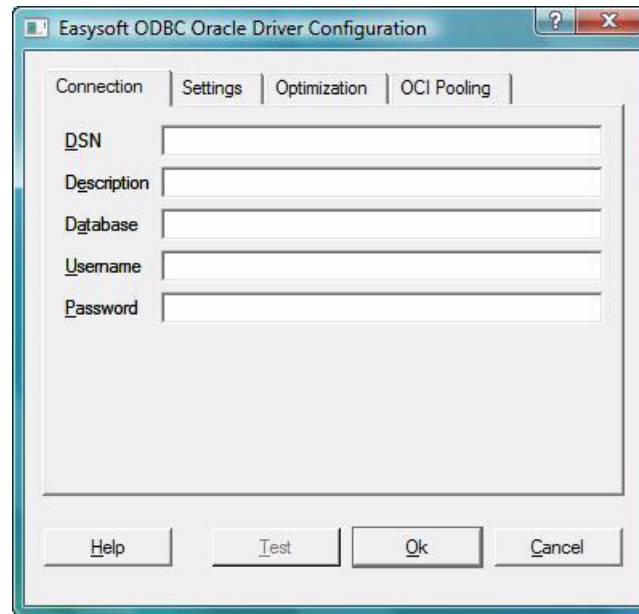 Easysoft ODBC Oracle Driver Configuration
?
X
Connection Settings Optimization OCI Pooling
DSN
Description
Database
Username
Password
Help Test Ok Cancel